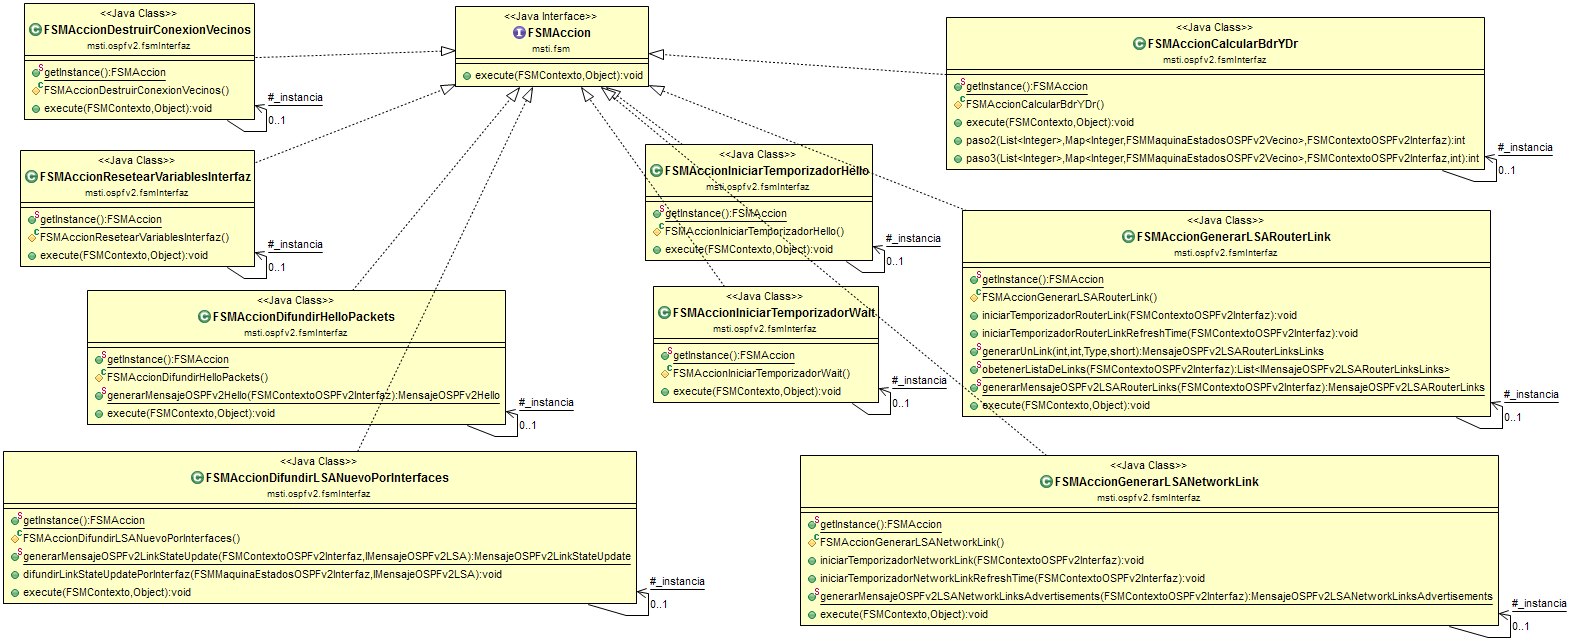 <<Java Class>>
FSMAccionDestruirConexionVecinos
msti.ospfv2.fsmInterfaz
getInstance():FSMAccion
FSMAccionDestruirConexionVecinos()
execute(FSMContexto,Object):void
#_instancia
0..1
<<Java Interface>>
FSMAccion
msti.fsm
execute(FSMContexto,Object):void
<<Java Class>>
FSMAccionCalcularBdrYDr
msti.ospfv2.fsmInterfaz
getInstance():FSMAccion
FSMAccionCalcularBdrYDr()
execute(FSMContexto,Object):void
paso2(List<Integer>,Map<Integer,FSMMaquinaEstadosOSPFv2Vecino>,FSMContextoOSPFv2Interfaz):int
paso3(List<Integer>,Map<Integer,FSMMaquinaEstadosOSPFv2Vecino>,FSMContextoOSPFv2Interfaz,int):int
#_instancia
0..1
<<Java Class>>
FSMAccionResetearVariablesInterfaz
msti.ospfv2.fsmInterfaz
getInstance():FSMAccion
FSMAccionResetearVariablesInterfaz()
execute(FSMContexto,Object):void
#_instancia
0..1
<<Java Class>>
FSMAccionIniciarTemporizadorHello
msti.ospfv2.fsmInterfaz
getInstance():FSMAccion
FSMAccionIniciarTemporizadorHello()
execute(FSMContexto,Object):void
#_instancia
0..1
<<Java Class>>
FSMAccionGenerarLSARouterLink
msti.ospfv2.fsmInterfaz
getInstance():FSMAccion
FSMAccionGenerarLSARouterLink()
iniciarTemporizadorRouterLink(FSMContextoOSPFv2Interfaz):void
iniciarTemporizadorRouterLinkRefreshTime(FSMContextoOSPFv2Interfaz):void
generarUnLink(int,int,Type,short):MensajeOSPFv2LSARouterLinksLinks
obetenerListaDeLinks(FSMContextoOSPFv2Interfaz):List<IMensajeOSPFv2LSARouterLinksLinks>
generarMensajeOSPFv2LSARouterLinks(FSMContextoOSPFv2Interfaz):MensajeOSPFv2LSARouterLinks
execute(FSMContexto,Object):void
#_instancia
0..1
<<Java Class>>
FSMAccionDifundirHelloPackets
msti.ospfv2.fsmInterfaz
getInstance():FSMAccion
FSMAccionDifundirHelloPackets()
generarMensajeOSPFv2Hello(FSMContextoOSPFv2Interfaz):MensajeOSPFv2Hello
execute(FSMContexto,Object):void
#_instancia
0..1
<<Java Class>>
FSMAccionIniciarTemporizadorWait
msti.ospfv2.fsmInterfaz
getInstance():FSMAccion
FSMAccionIniciarTemporizadorWait()
execute(FSMContexto,Object):void
#_instancia
0..1
<<Java Class>>
FSMAccionDifundirLSANuevoPorInterfaces
msti.ospfv2.fsmInterfaz
getInstance():FSMAccion
FSMAccionDifundirLSANuevoPorInterfaces()
generarMensajeOSPFv2LinkStateUpdate(FSMContextoOSPFv2Interfaz,IMensajeOSPFv2LSA):MensajeOSPFv2LinkStateUpdate
difundirLinkStateUpdatePorInterfaz(FSMMaquinaEstadosOSPFv2Interfaz,IMensajeOSPFv2LSA):void
execute(FSMContexto,Object):void
#_instancia
0..1
<<Java Class>>
FSMAccionGenerarLSANetworkLink
msti.ospfv2.fsmInterfaz
getInstance():FSMAccion
FSMAccionGenerarLSANetworkLink()
iniciarTemporizadorNetworkLink(FSMContextoOSPFv2Interfaz):void
iniciarTemporizadorNetworkLinkRefreshTime(FSMContextoOSPFv2Interfaz):void
generarMensajeOSPFv2LSANetworkLinksAdvertisements(FSMContextoOSPFv2Interfaz):MensajeOSPFv2LSANetworkLinksAdvertisements
execute(FSMContexto,Object):void
#_instancia
0..1